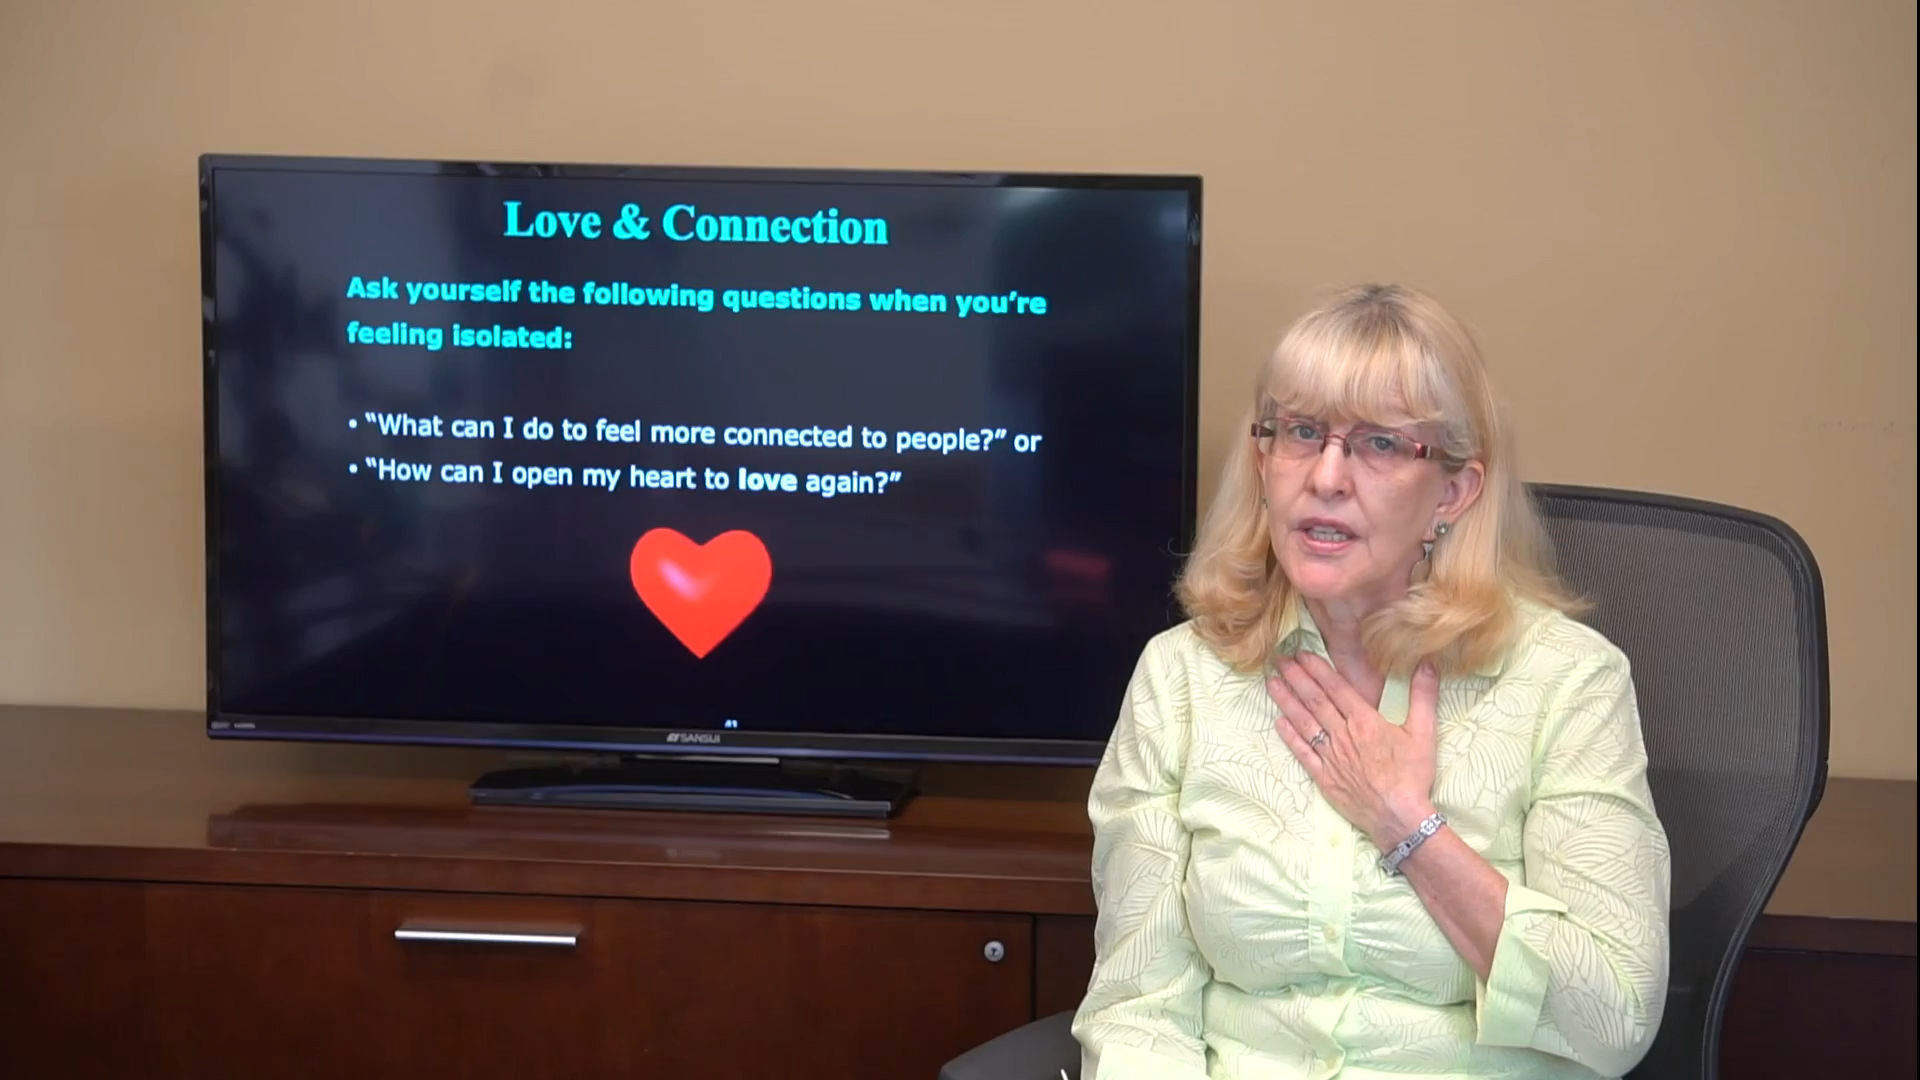 Love & Connection
Ask yourself the following questions when you're
feeling isolated:
• “What can I do to feel more connected to people?” or
• “How can I open my heart to love again?”
41
SANSUI